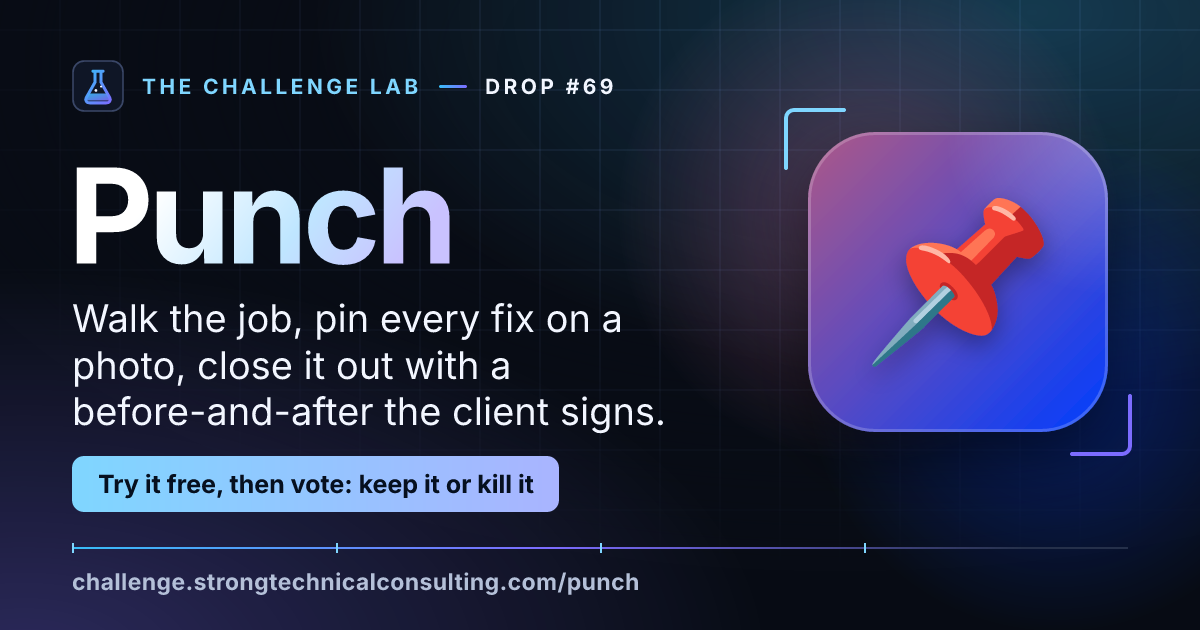 THE CHALLENGE LAB — DROP #69
Punch
Walk the job, pin every fix on a
photo, close it out with a
before-and-after the client signs.
Try it free, then vote: keep it or kill it
challenge.strongtechnicalconsulting.com/punch